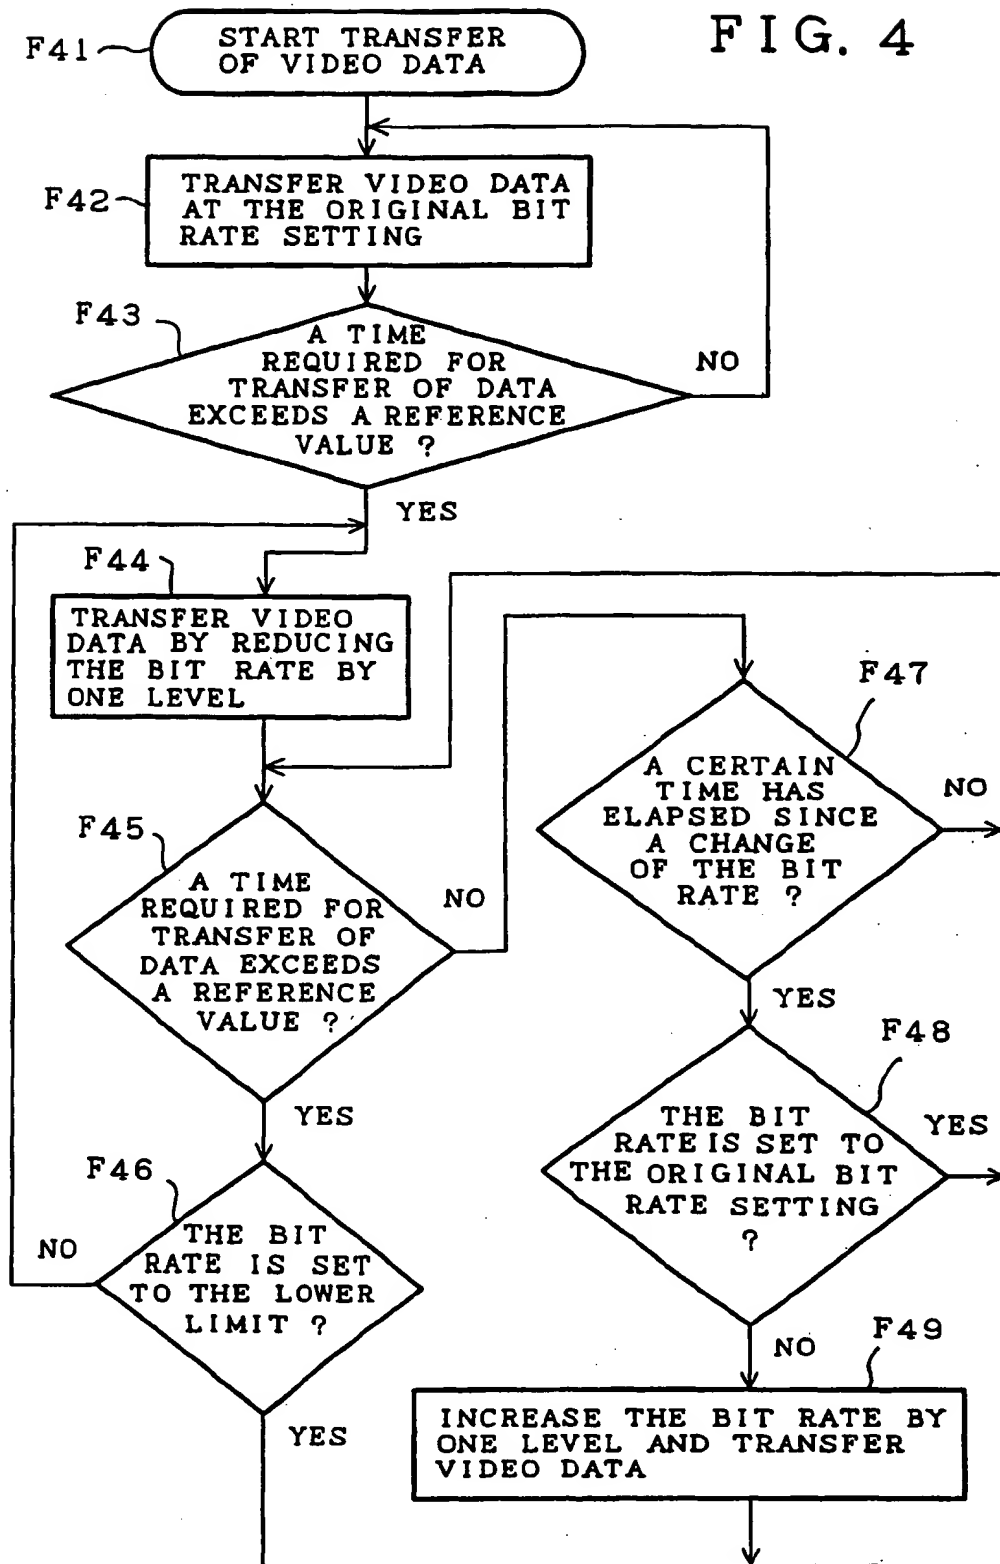 FIG. 4
F41
START TRANSFER
OF VIDEO DATA
F42
TRANSFER VIDEO DATA
AT THE ORIGINAL BIT
RATE SETTING
F43
A TIME
REQUIRED FOR
TRANSFER OF DATA
EXCEEDS A REFERENCE
VALUE ?
NO
YES
F44
TRANSFER VIDEO
DATA BY REDUCING
THE BIT RATE BY
ONE LEVEL
F45
A TIME
REQUIRED FOR
TRANSFER OF
DATA EXCEEDS
A REFERENCE
VALUE ?
NO
YES
F46
THE BIT
RATE IS SET
TO THE LOWER
LIMIT ?
NO
YES
F47
A CERTAIN
TIME HAS
ELAPSED SINCE
A CHANGE
OF THE BIT
RATE ?
NO
YES
F48
THE BIT
RATE IS SET TO
THE ORIGINAL BIT
RATE SETTING
?
YES
NO
F49
INCREASE THE BIT RATE BY
ONE LEVEL AND TRANSFER
VIDEO DATA